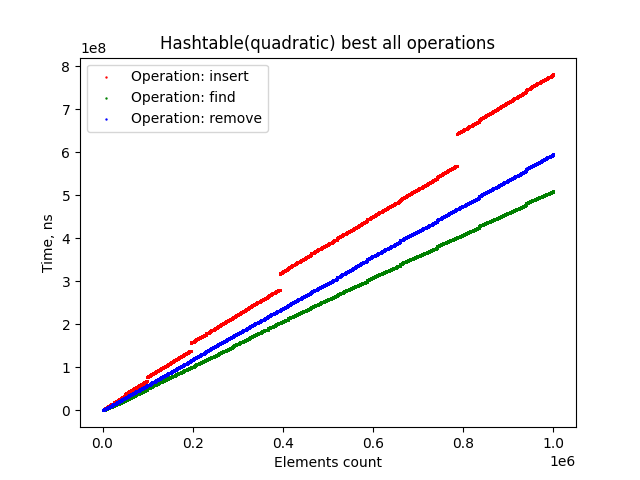 Hashtable(quadratic) best all operations
1e8
Operation: insert
Operation: find
Operation: remove
8
7
6
5
4
3
2
1
0
Time, ns
0.0 0.2 0.4 0.6 0.8 1.0
Elements count
1e6